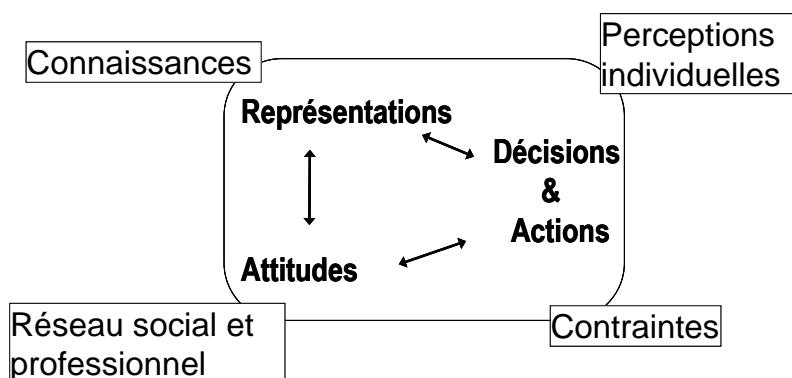 Connaissances
Perceptions
individuelles
Représentations
Décisions
&
Actions
Attitudes
Réseau social et
professionnel
Contraintes